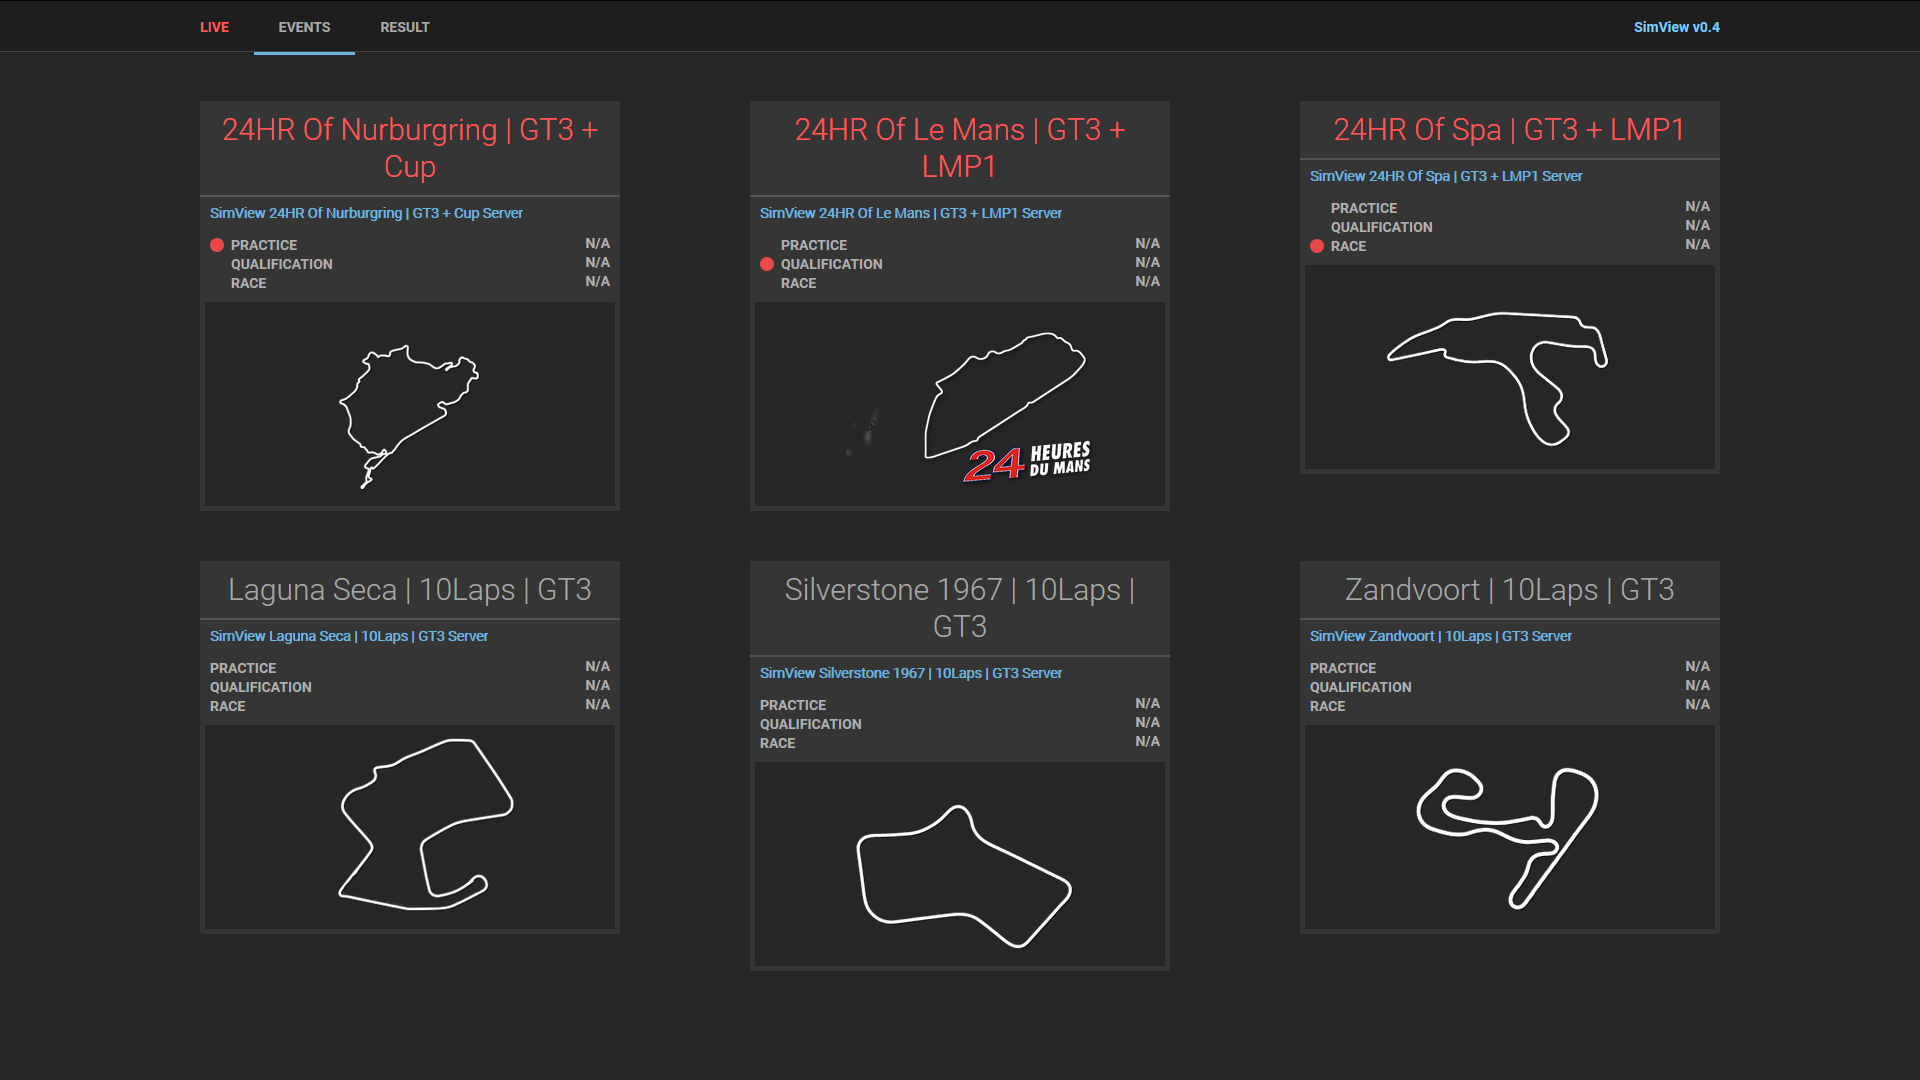 LIVE
EVENTS
RESULT
SimView v0.4
24HR Of Nurburgring | GT3 +
Cup
SimView 24HR Of Nurburgring | GT3 + Cup Server
PRACTICE N/A
QUALIFICATION N/A
RACE N/A
24HR Of Le Mans | GT3 +
LMP1
SimView 24HR Of Le Mans | GT3 + LMP1 Server
PRACTICE N/A
QUALIFICATION N/A
RACE N/A
24 HEURES
DU MANS
24HR Of Spa | GT3 + LMP1
SimView 24HR Of Spa | GT3 + LMP1 Server
PRACTICE N/A
QUALIFICATION N/A
RACE N/A
Laguna Seca | 10Laps | GT3
SimView Laguna Seca | 10Laps | GT3 Server
PRACTICE N/A
QUALIFICATION N/A
RACE N/A
Silverstone 1967 | 10Laps |
GT3
SimView Silverstone 1967 | 10Laps | GT3 Server
PRACTICE N/A
QUALIFICATION N/A
RACE N/A
Zandvoort | 10Laps | GT3
SimView Zandvoort | 10Laps | GT3 Server
PRACTICE N/A
QUALIFICATION N/A
RACE N/A